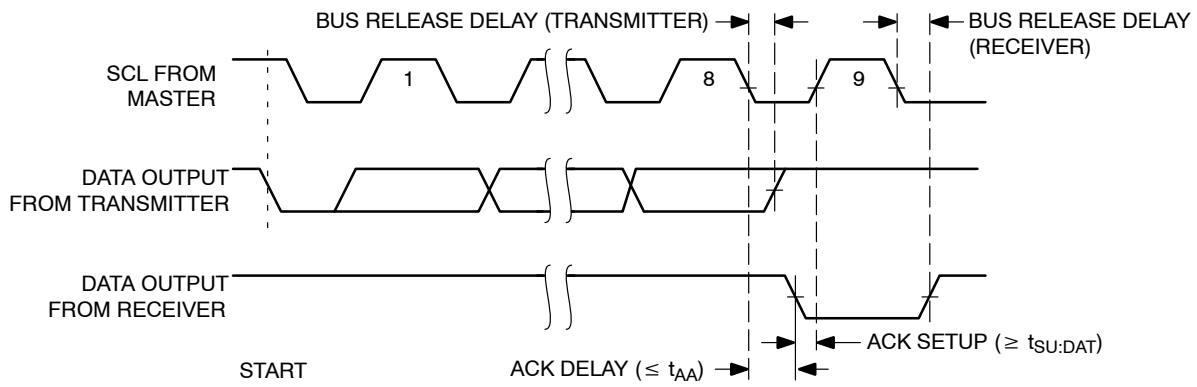 BUS RELEASE DELAY (TRANSMITTER)
BUS RELEASE DELAY
(RECEIVER)
SCL FROM
MASTER
1
8
9
DATA OUTPUT
FROM TRANSMITTER
DATA OUTPUT
FROM RECEIVER
ACK SETUP (≥ tSU:DAT)
START
ACK DELAY (≤ tAA)